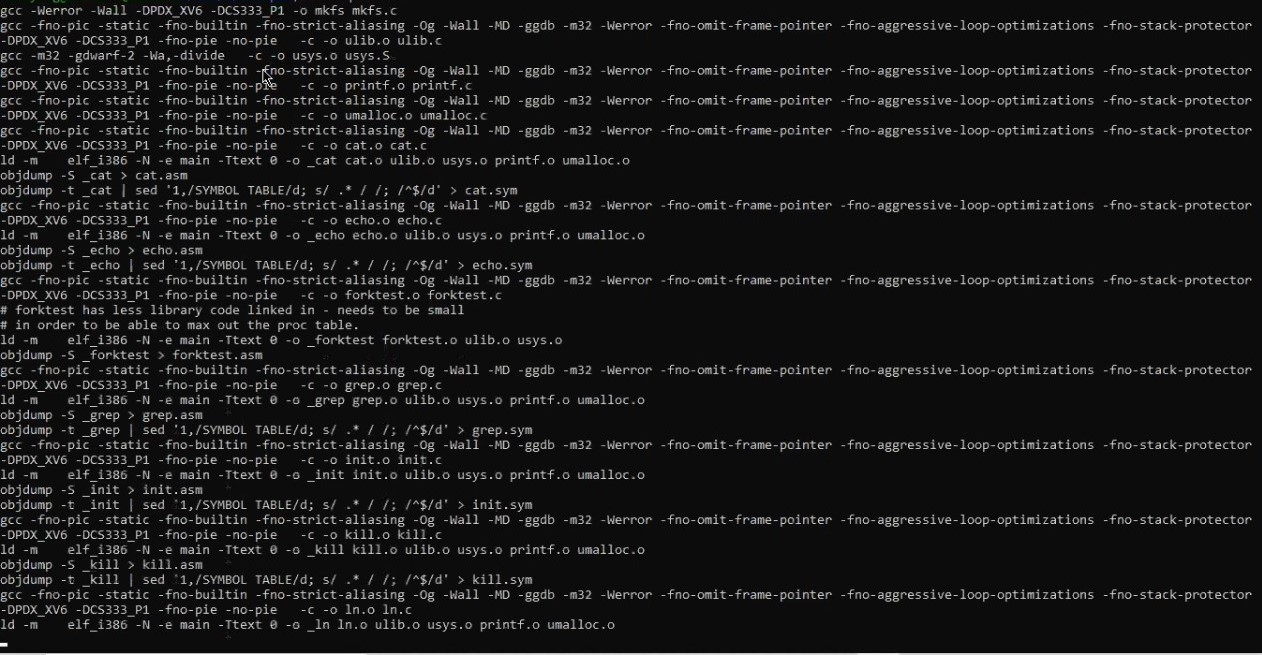 gcc -Werror -Wall -DPDX_XV6 -DCS333_P1 -o mkfs mkfs.c
gcc -fno-pic -static -fno-builtin -fno-strict-aliasing -Og -Wall -MD -ggdb -m32 -Werror -fno-omit-frame-pointer -fno-aggressive-loop-optimizations -fno-stack-protector
-DPDX_XV6 -DCS333_P1 -fno-pie -no-pie   -c -o ulib.o ulib.c
gcc -m32 -gdwarf-2 -Wa,-divide   -c -o usys.o usys.S
gcc -fno-pic -static -fno-builtin -fno-strict-aliasing -Og -Wall -MD -ggdb -m32 -Werror -fno-omit-frame-pointer -fno-aggressive-loop-optimizations -fno-stack-protector
-DPDX_XV6 -DCS333_P1 -fno-pie -no-pie   -c -o printf.o printf.c
gcc -fno-pic -static -fno-builtin -fno-strict-aliasing -Og -Wall -MD -ggdb -m32 -Werror -fno-omit-frame-pointer -fno-aggressive-loop-optimizations -fno-stack-protector
-DPDX_XV6 -DCS333_P1 -fno-pie -no-pie   -c -o umalloc.o umalloc.c
gcc -fno-pic -static -fno-builtin -fno-strict-aliasing -Og -Wall -MD -ggdb -m32 -Werror -fno-omit-frame-pointer -fno-aggressive-loop-optimizations -fno-stack-protector
-DPDX_XV6 -DCS333_P1 -fno-pie -no-pie   -c -o cat.o cat.c
ld -m    elf_i386 -N -e main -Ttext 0 -o _cat cat.o ulib.o usys.o printf.o umalloc.o
objdump -S _cat > cat.asm
objdump -t _cat | sed '1,/SYMBOL TABLE/d; s/ .* / /; /^$/d' > cat.sym
gcc -fno-pic -static -fno-builtin -fno-strict-aliasing -Og -Wall -MD -ggdb -m32 -Werror -fno-omit-frame-pointer -fno-aggressive-loop-optimizations -fno-stack-protector
-DPDX_XV6 -DCS333_P1 -fno-pie -no-pie   -c -o echo.o echo.c
ld -m    elf_i386 -N -e main -Ttext 0 -o _echo echo.o ulib.o usys.o printf.o umalloc.o
objdump -S _echo > echo.asm
objdump -t _echo | sed '1,/SYMBOL TABLE/d; s/ .* / /; /^$/d' > echo.sym
gcc -fno-pic -static -fno-builtin -fno-strict-aliasing -Og -Wall -MD -ggdb -m32 -Werror -fno-omit-frame-pointer -fno-aggressive-loop-optimizations -fno-stack-protector
-DPDX_XV6 -DCS333_P1 -fno-pie -no-pie   -c -o forktest.o forktest.c
# forktest has less library code linked in - needs to be small
# in order to be able to max out the proc table.
ld -m    elf_i386 -N -e main -Ttext 0 -o _forktest forktest.o ulib.o usys.o
objdump -S _forktest > forktest.asm
gcc -fno-pic -static -fno-builtin -fno-strict-aliasing -Og -Wall -MD -ggdb -m32 -Werror -fno-omit-frame-pointer -fno-aggressive-loop-optimizations -fno-stack-protector
-DPDX_XV6 -DCS333_P1 -fno-pie -no-pie   -c -o grep.o grep.c
ld -m    elf_i386 -N -e main -Ttext 0 -o _grep grep.o ulib.o usys.o printf.o umalloc.o
objdump -S _grep > grep.asm
objdump -t _grep | sed '1,/SYMBOL TABLE/d; s/ .* / /; /^$/d' > grep.sym
gcc -fno-pic -static -fno-builtin -fno-strict-aliasing -Og -Wall -MD -ggdb -m32 -Werror -fno-omit-frame-pointer -fno-aggressive-loop-optimizations -fno-stack-protector
-DPDX_XV6 -DCS333_P1 -fno-pie -no-pie   -c -o init.o init.c
ld -m    elf_i386 -N -e main -Ttext 0 -o _init init.o ulib.o usys.o printf.o umalloc.o
objdump -S _init > init.asm
objdump -t _init | sed '1,/SYMBOL TABLE/d; s/ .* / /; /^$/d' > init.sym
gcc -fno-pic -static -fno-builtin -fno-strict-aliasing -Og -Wall -MD -ggdb -m32 -Werror -fno-omit-frame-pointer -fno-aggressive-loop-optimizations -fno-stack-protector
-DPDX_XV6 -DCS333_P1 -fno-pie -no-pie   -c -o kill.o kill.c
ld -m    elf_i386 -N -e main -Ttext 0 -o _kill kill.o ulib.o usys.o printf.o umalloc.o
objdump -S _kill > kill.asm
objdump -t _kill | sed '1,/SYMBOL TABLE/d; s/ .* / /; /^$/d' > kill.sym
gcc -fno-pic -static -fno-builtin -fno-strict-aliasing -Og -Wall -MD -ggdb -m32 -Werror -fno-omit-frame-pointer -fno-aggressive-loop-optimizations -fno-stack-protector
-DPDX_XV6 -DCS333_P1 -fno-pie -no-pie   -c -o ln.o ln.c
ld -m    elf_i386 -N -e main -Ttext 0 -o _ln ln.o ulib.o usys.o printf.o umalloc.o